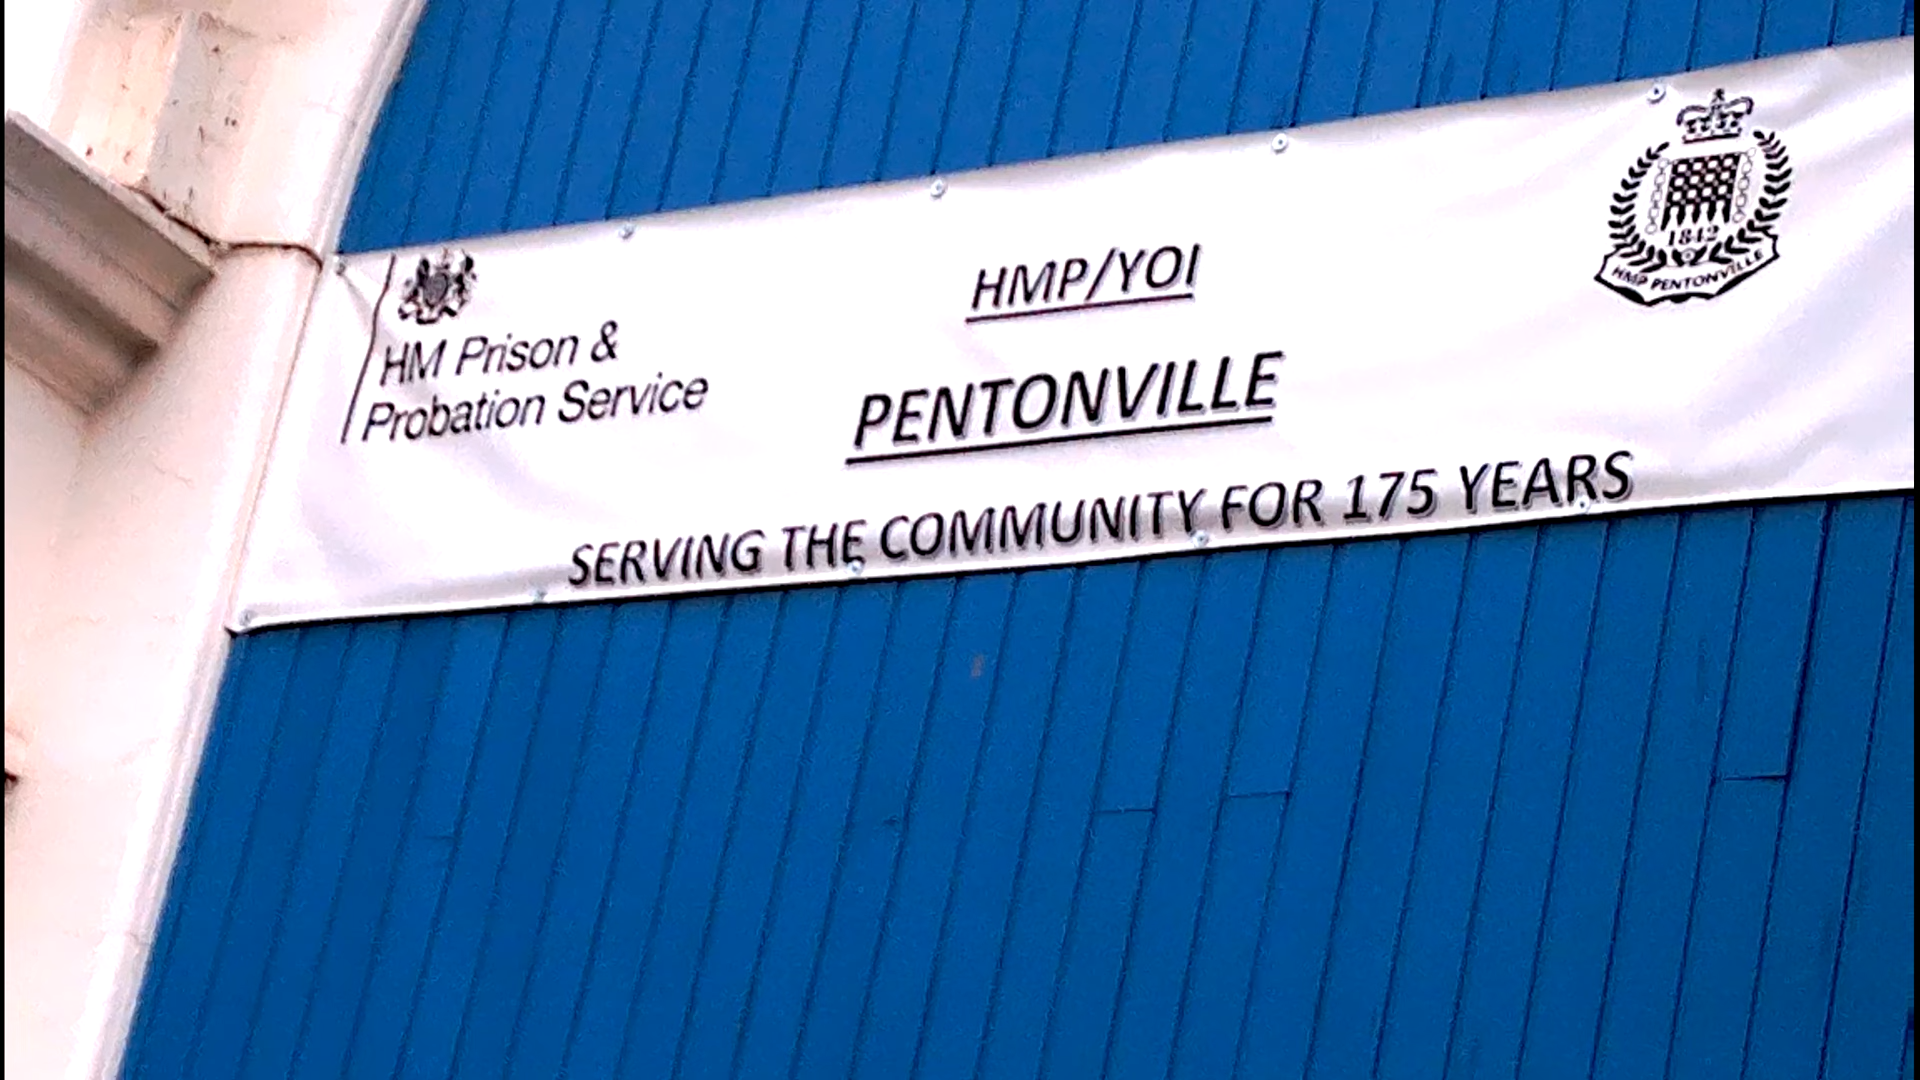 HM Prison &
Probation Service
HMP/YOI
PENTONVILLE
SERVING THE COMMUNITY FOR 175 YEARS
1842
HMP PENTONVILLE